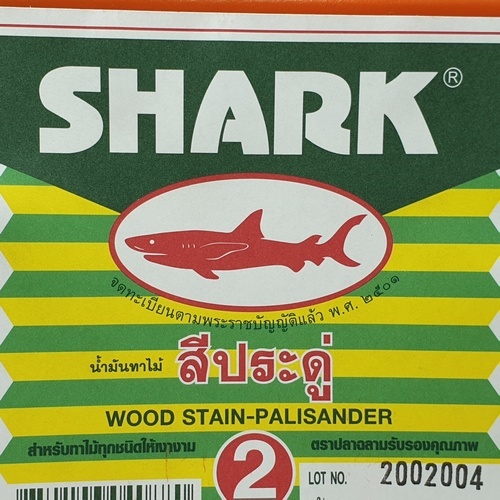 SHARK®
จดทะเบียนตามพระราชบัญญัติแล้ว พ.ศ. ๒๕๐๑
น้ำมันทาไม้ สีประดู่
WOOD STAIN-PALISANDER
สำหรับทาไม้ทุกชนิดให้เงางาม ตราปลาฉลามรับรองคุณภาพ
2 LOT NO. 2002004